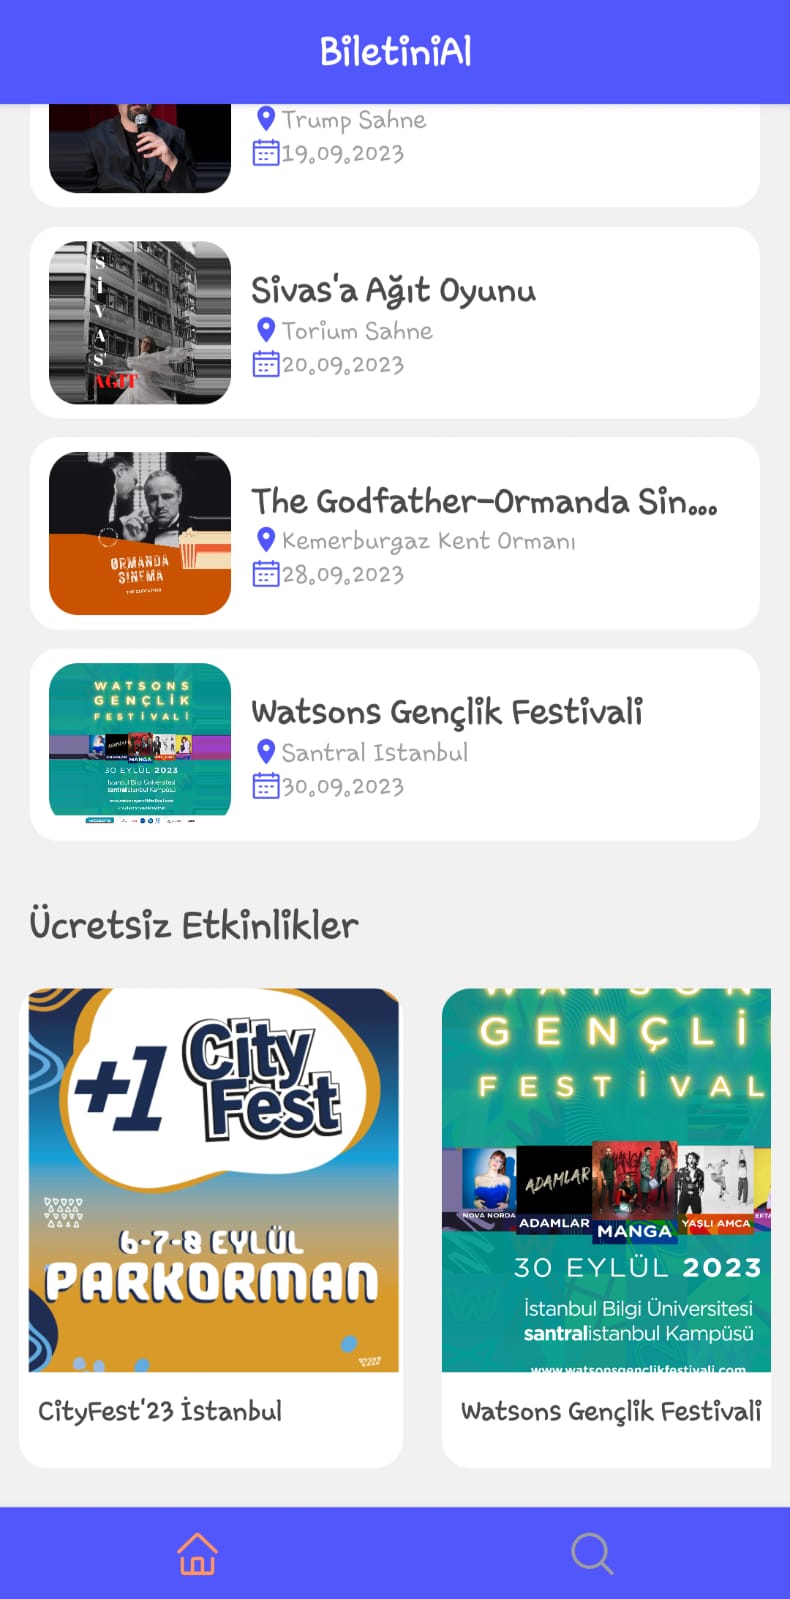 BiletiniAl
Trump Sahne
19.09.2023
SİVAS'
AĞIT
Sivas'a Ağıt Oyunu
Torium Sahne
20.09.2023
ORMANDA
SİNEMA
THE GODFATHER
The Godfather-Ormanda Sin...
Kemerburgaz Kent Ormanı
28.09.2023
WATSONS
GENÇLİK
FESTİVALİ
MANGA
30 EYLÜL 2023
İstanbul Bilgi Üniversitesi
santralistanbul Kampüsü
Watsons Gençlik Festivali
Santral Istanbul
30.09.2023
Ücretsiz Etkinlikler
+1 City
Fest
6-7-8 EYLÜL
PARKORMAN
CityFest'23 İstanbul
GENÇLİ
FESTİVAL
ADAMLAR
NOVA NORDA
ADAMLAR
MANGA
YAŞLI AMCA
30 EYLÜL 2023
İstanbul Bilgi Üniversitesi
santralistanbul Kampüsü
www.watsonsgenclikfestivali.com
Watsons Gençlik Festivali